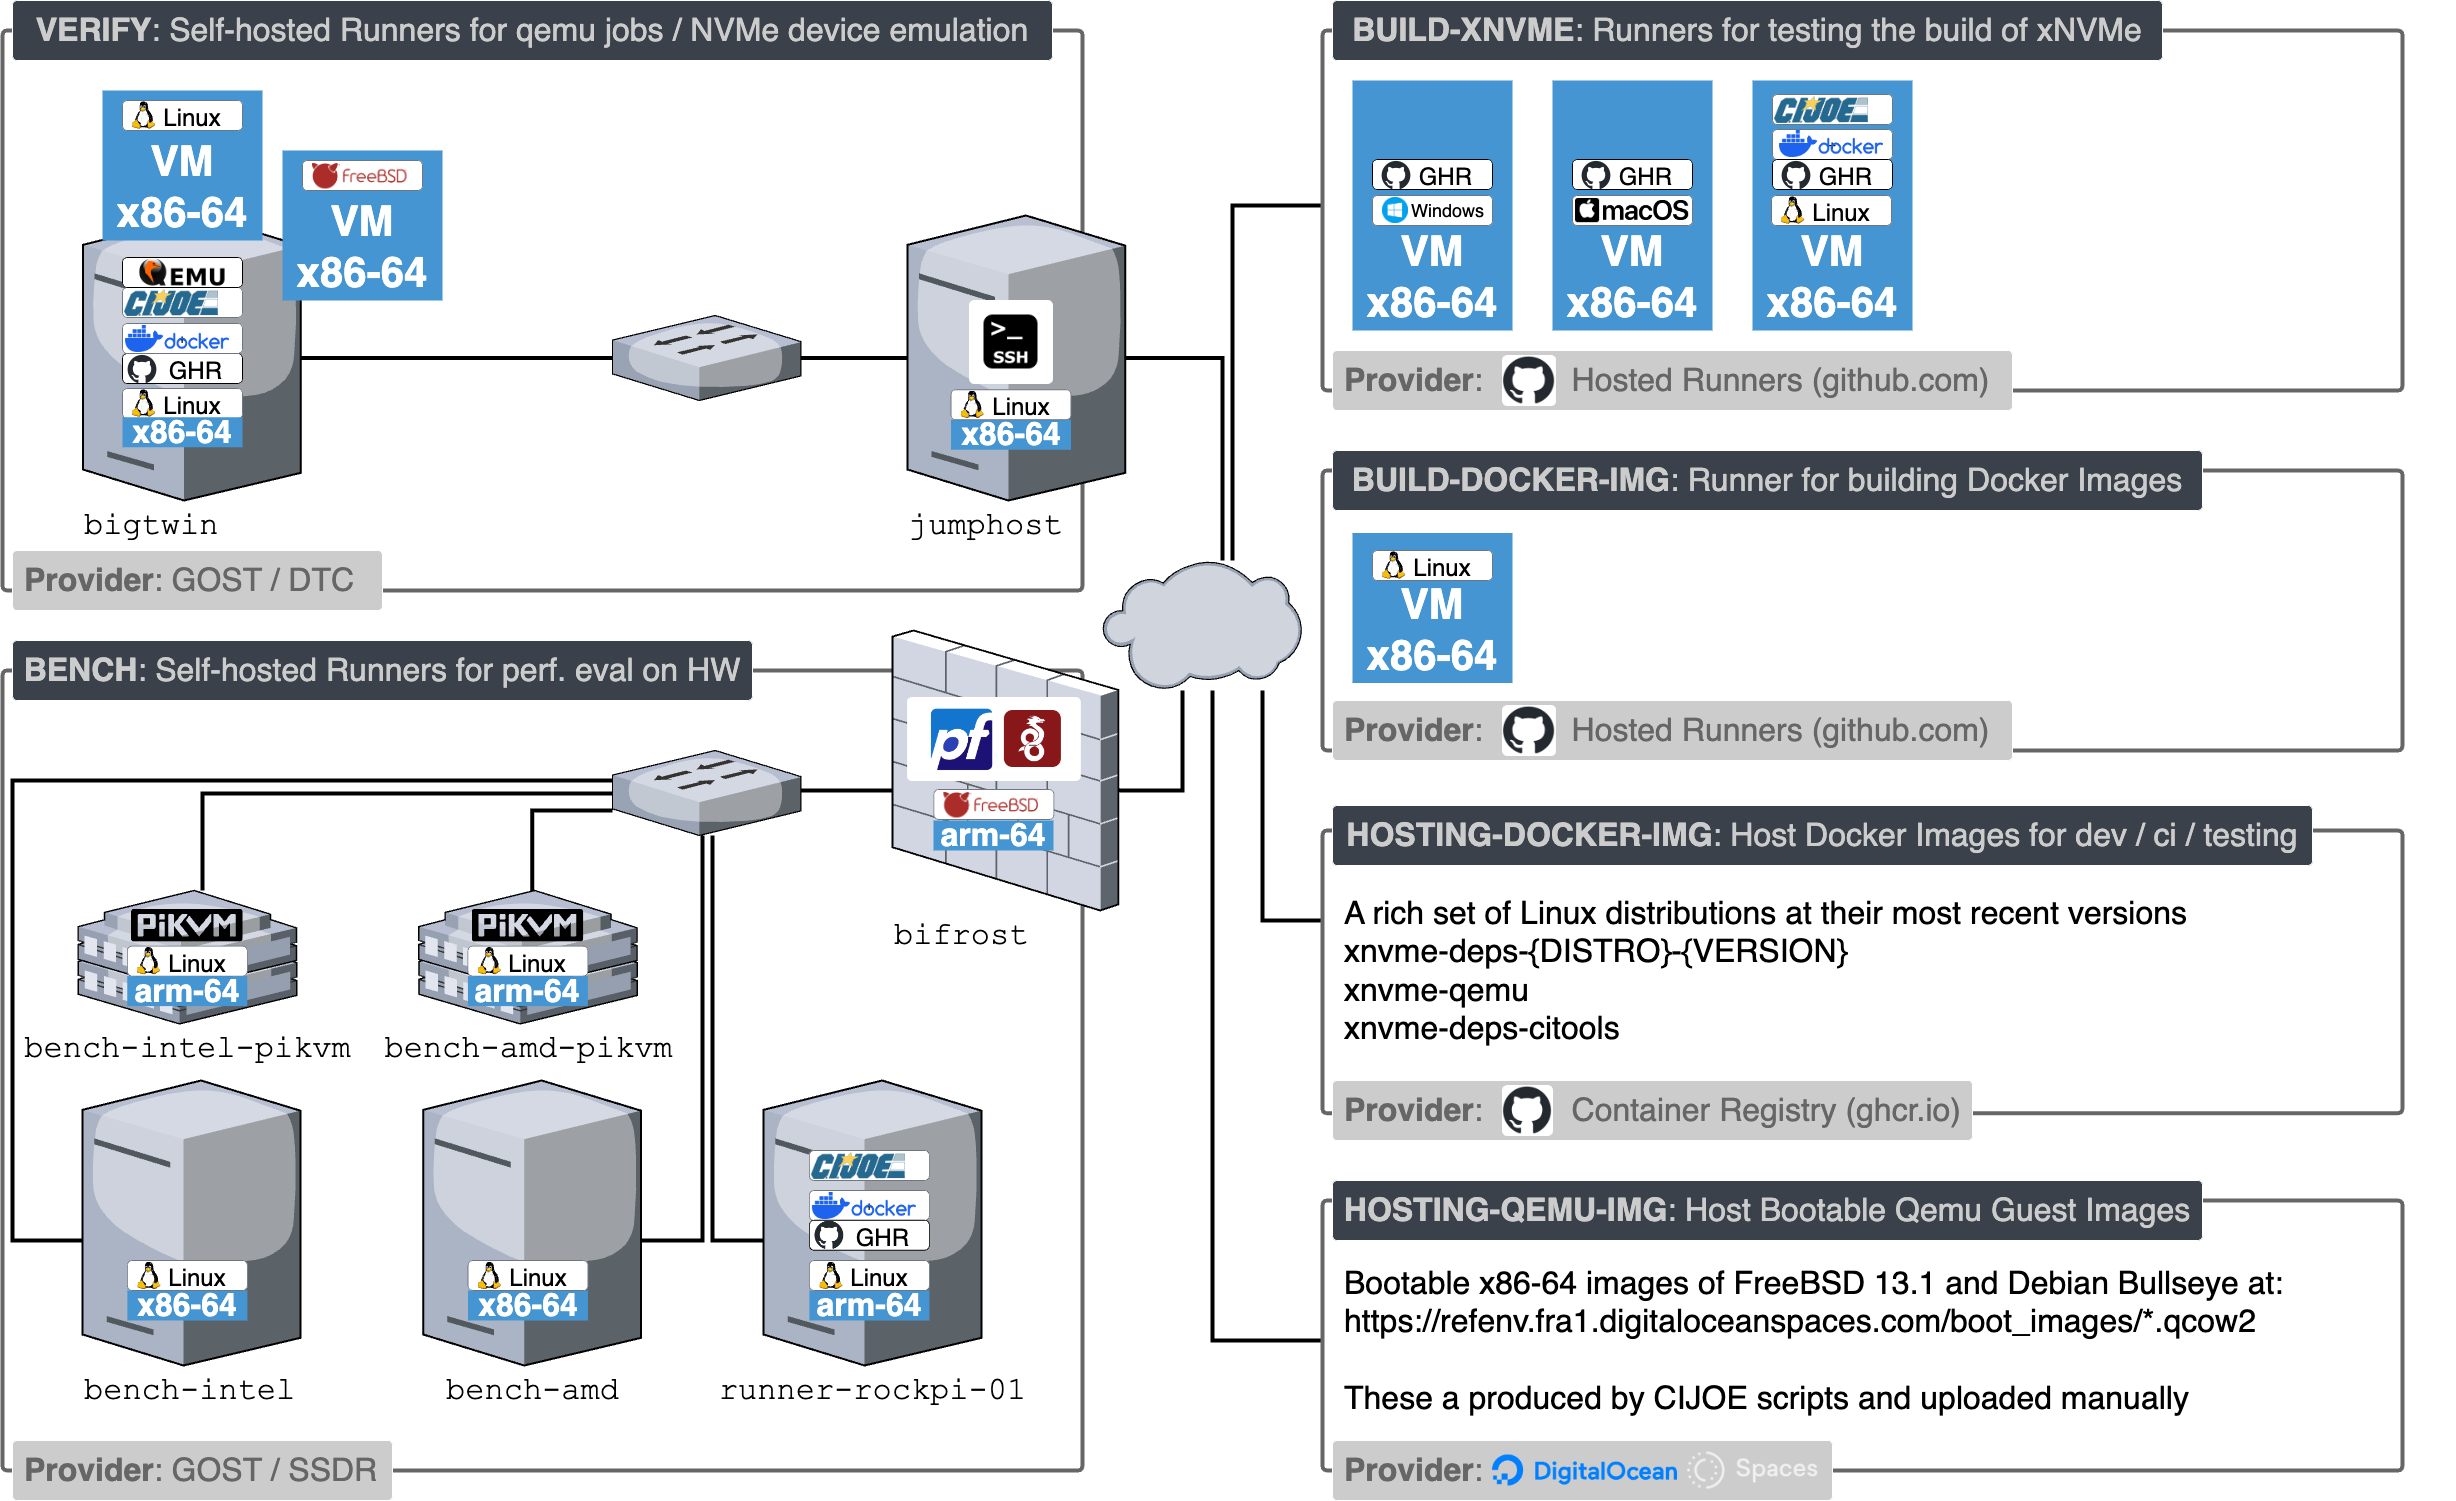 VERIFY: Self-hosted Runners for qemu jobs / NVMe device emulation
Linux
VM
x86-64
FreeBSD
VM
x86-64
QEMU
CIJOE
docker
GHR
Linux
x86-64
bigtwin
>_
SSH
Linux
x86-64
jumphost
Provider: GOST / DTC
BENCH: Self-hosted Runners for perf. eval on HW
pf
FreeBSD
arm-64
bifrost
PiKVM
Linux
arm-64
bench-intel-pikvm
PiKVM
Linux
arm-64
bench-amd-pikvm
Linux
x86-64
bench-intel
Linux
x86-64
bench-amd
CIJOE
docker
GHR
Linux
arm-64
runner-rockpi-01
Provider: GOST / SSDR
BUILD-XNVME: Runners for testing the build of xNVMe
GHR
Windows
VM
x86-64
GHR
macOS
VM
x86-64
CIJOE
docker
GHR
Linux
VM
x86-64
Provider: Hosted Runners (github.com)
BUILD-DOCKER-IMG: Runner for building Docker Images
Linux
VM
x86-64
Provider: Hosted Runners (github.com)
HOSTING-DOCKER-IMG: Host Docker Images for dev / ci / testing
A rich set of Linux distributions at their most recent versions
xnvme-deps-{DISTRO}-{VERSION}
xnvme-qemu
xnvme-deps-citools
Provider: Container Registry (ghcr.io)
HOSTING-QEMU-IMG: Host Bootable Qemu Guest Images
Bootable x86-64 images of FreeBSD 13.1 and Debian Bullseye at:
https://refenv.fra1.digitaloceanspaces.com/boot_images/*.qcow2
These a produced by CIJOE scripts and uploaded manually
Provider: DigitalOcean Spaces